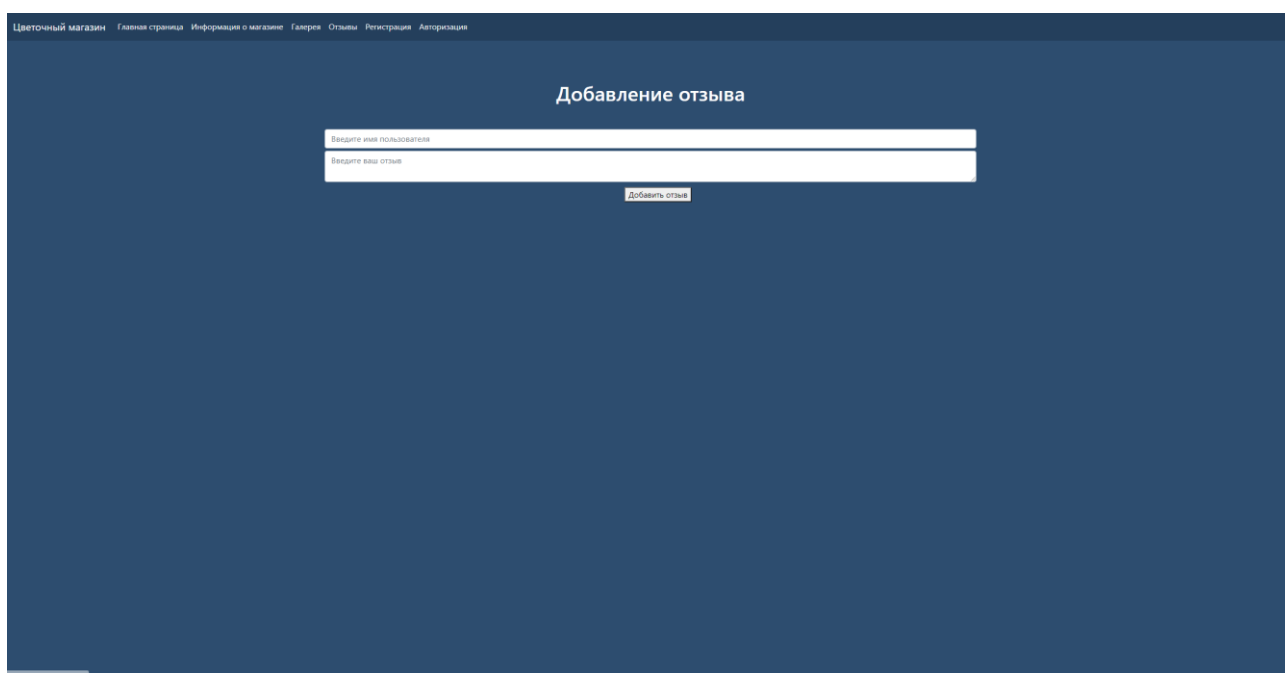 Цветочный магазин Главная страница Информация о магазине Галерея Отзывы Регистрация Авторизация
Добавление отзыва
Введите имя пользователя
Введите ваш отзыв
Добавить отзыв